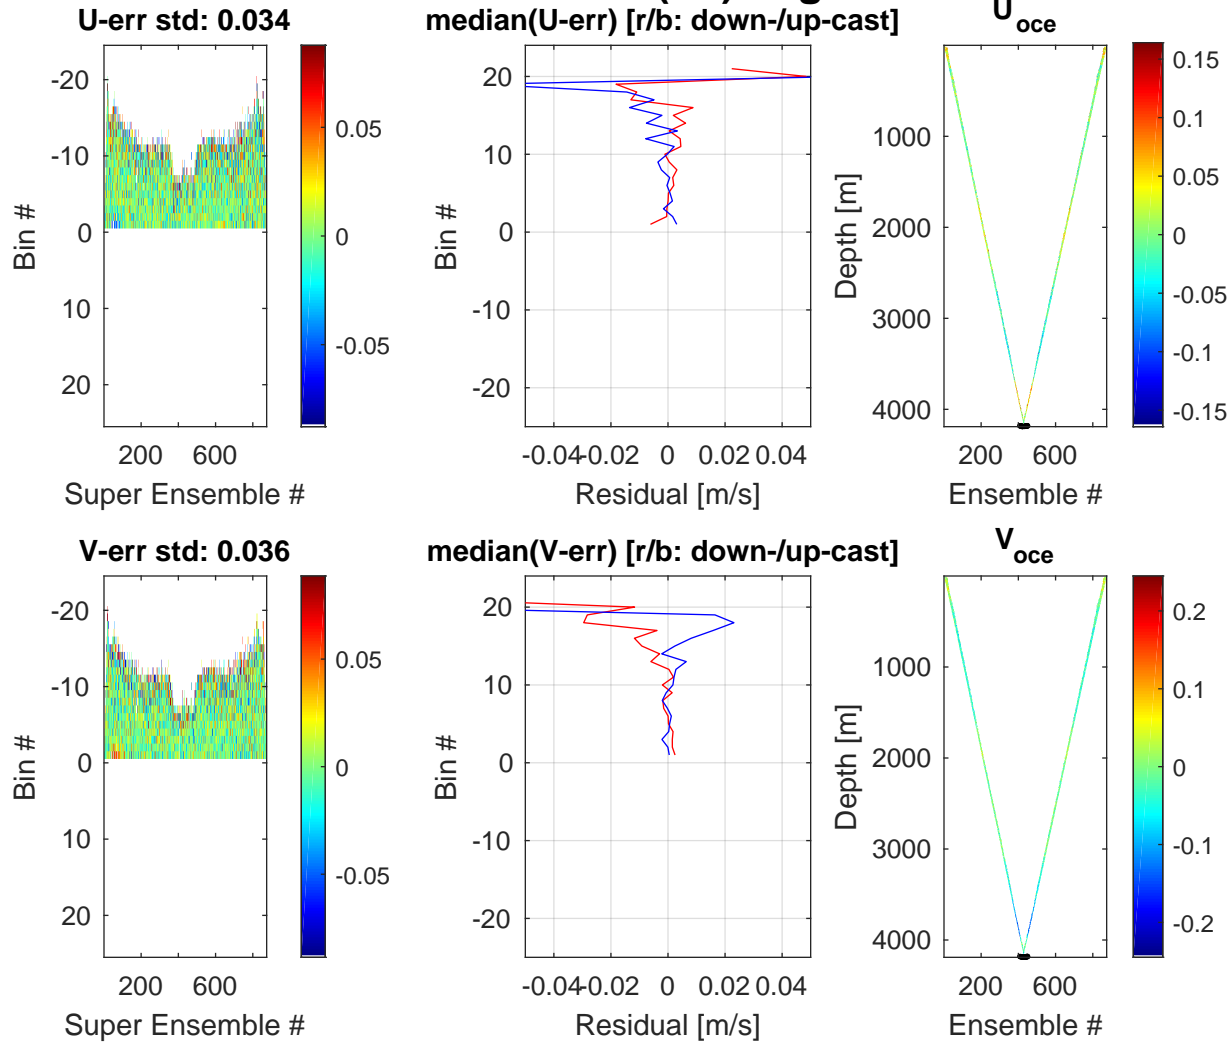 U-err std: 0.034
median(U-err) [r/b: down-/up-cast]
U oce
-20
-10
0
10
20
Bin #
200 600
Super Ensemble #
0.05
0
-0.05
20
10
0
-10
-20
Bin #
-0.04 -0.02 0 0.02 0.04
Residual [m/s]
1000
2000
3000
4000
Depth [m]
200 600
Ensemble #
0.15
0.1
0.05
0
-0.05
-0.1
-0.15
V-err std: 0.036
median(V-err) [r/b: down-/up-cast]
V oce
-20
-10
0
10
20
Bin #
200 600
Super Ensemble #
0.05
0
-0.05
20
10
0
-10
-20
Bin #
-0.04 -0.02 0 0.02 0.04
Residual [m/s]
1000
2000
3000
4000
Depth [m]
200 600
Ensemble #
0.2
0.1
0
-0.1
-0.2